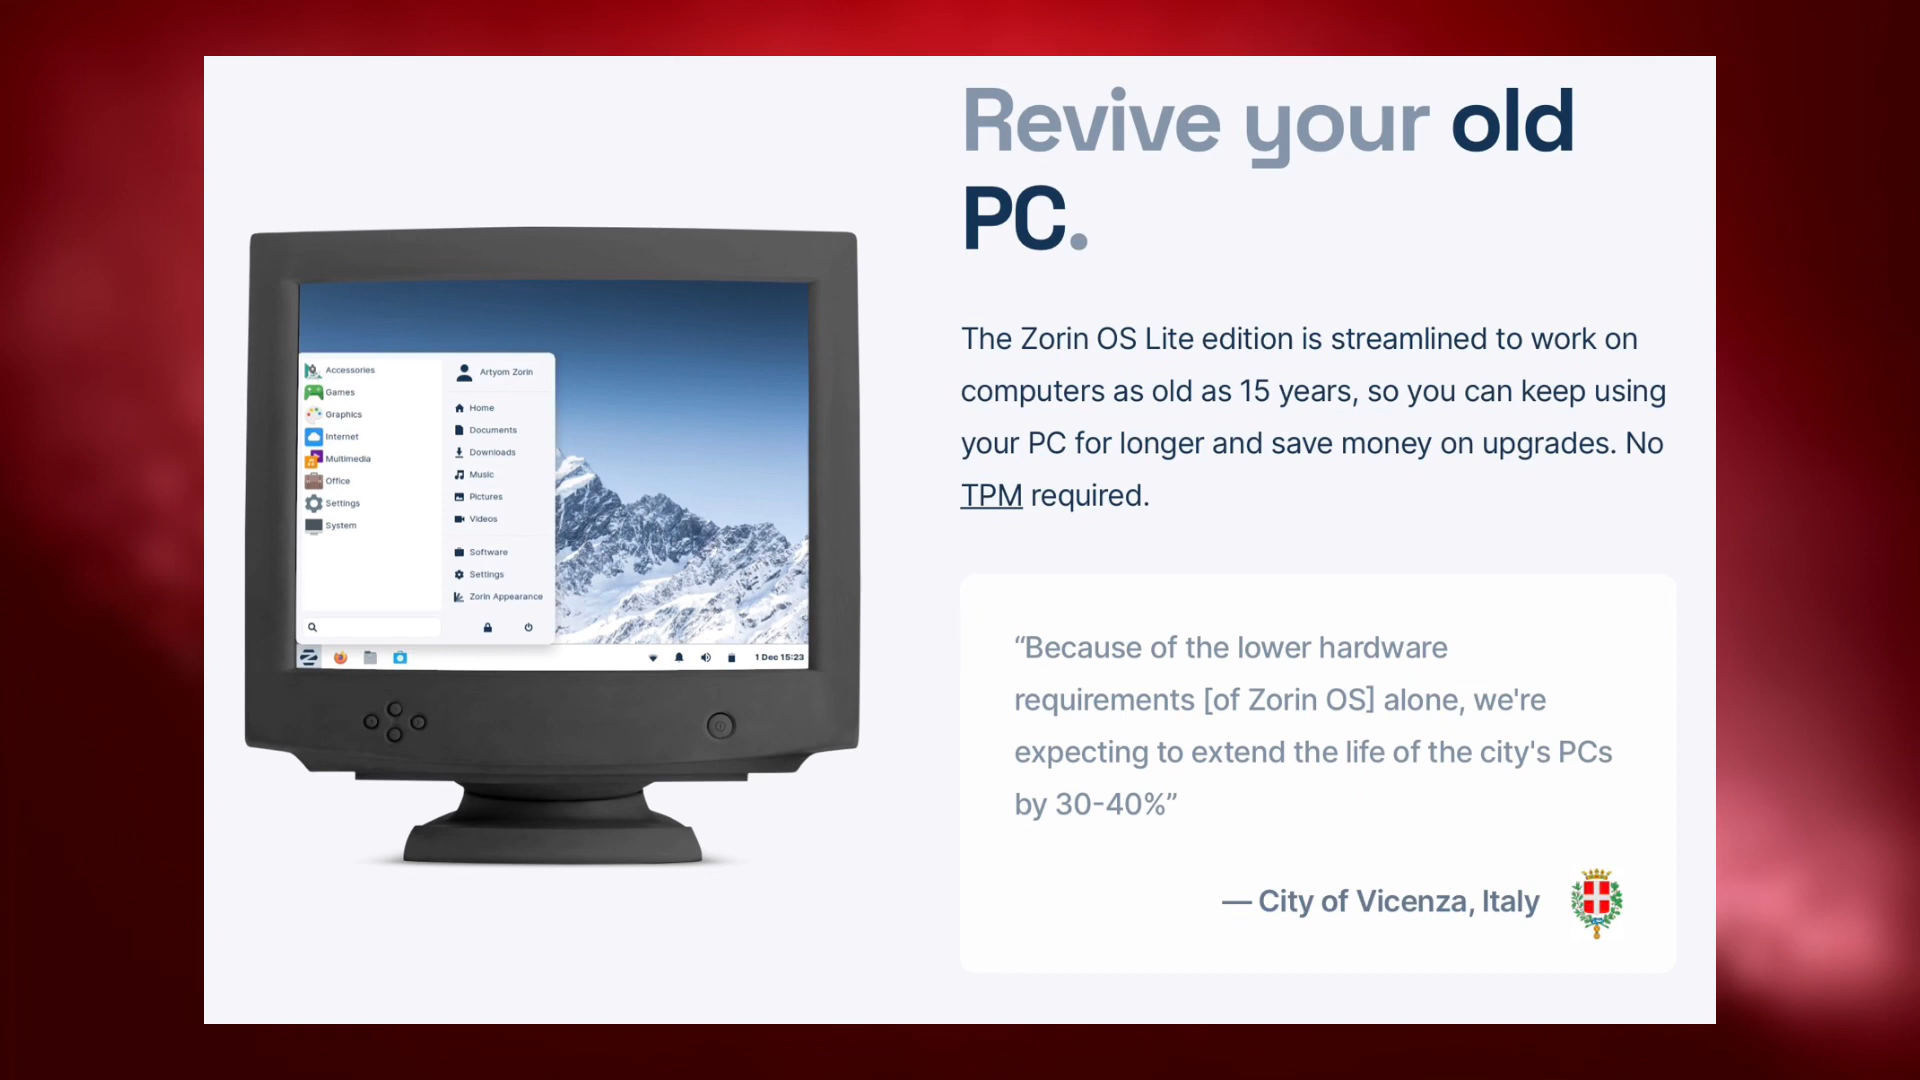 Revive your old
PC.
The Zorin OS Lite edition is streamlined to work on
computers as old as 15 years, so you can keep using
your PC for longer and save money on upgrades. No
TPM required.
“Because of the lower hardware
requirements [of Zorin OS] alone, we're
expecting to extend the life of the city's PCs
by 30-40%”
— City of Vicenza, Italy
Accessories
Games
Graphics
Internet
Multimedia
Office
Settings
System
Artyom Zorin
Home
Documents
Downloads
Music
Pictures
Videos
Software
Settings
Zorin Appearance
1 Dec 15:23